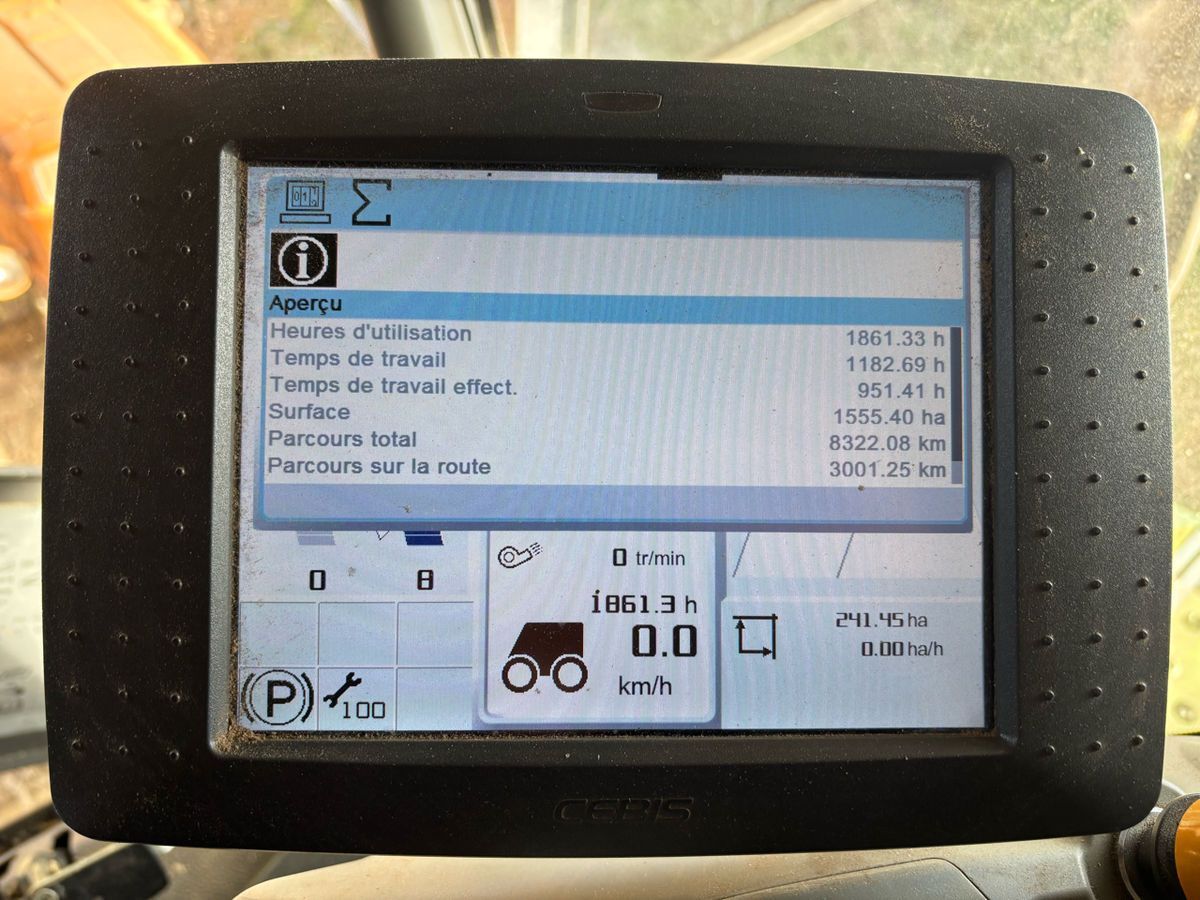 Aperçu
Heures d'utilisation 1861.33 h
Temps de travail 1182.69 h
Temps de travail effect. 951.41 h
Surface 1555.40 ha
Parcours total 8322.08 km
Parcours sur la route 3001.25 km
0 8
0 tr/min
1861.3 h
0.0
km/h
241.45 ha
0.00 ha/h
P
100
CEBIS